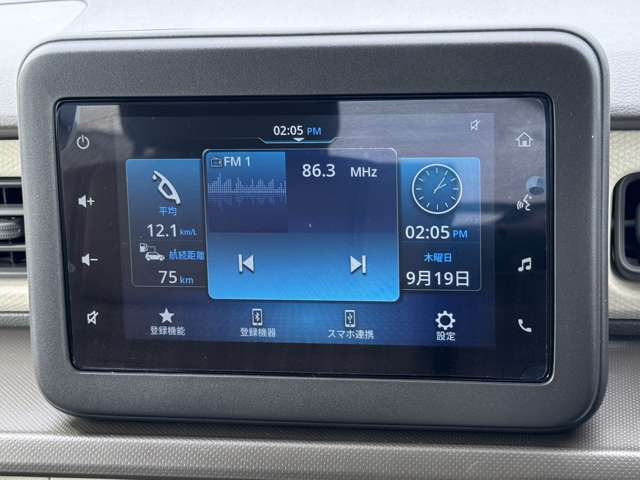 02:05 PM
FM 1
86.3 MHz
平均
12.1 km/L
航続距離
75 km
02:05 PM
木曜日
9月19日
登録機能
登録機器
スマホ連携
設定